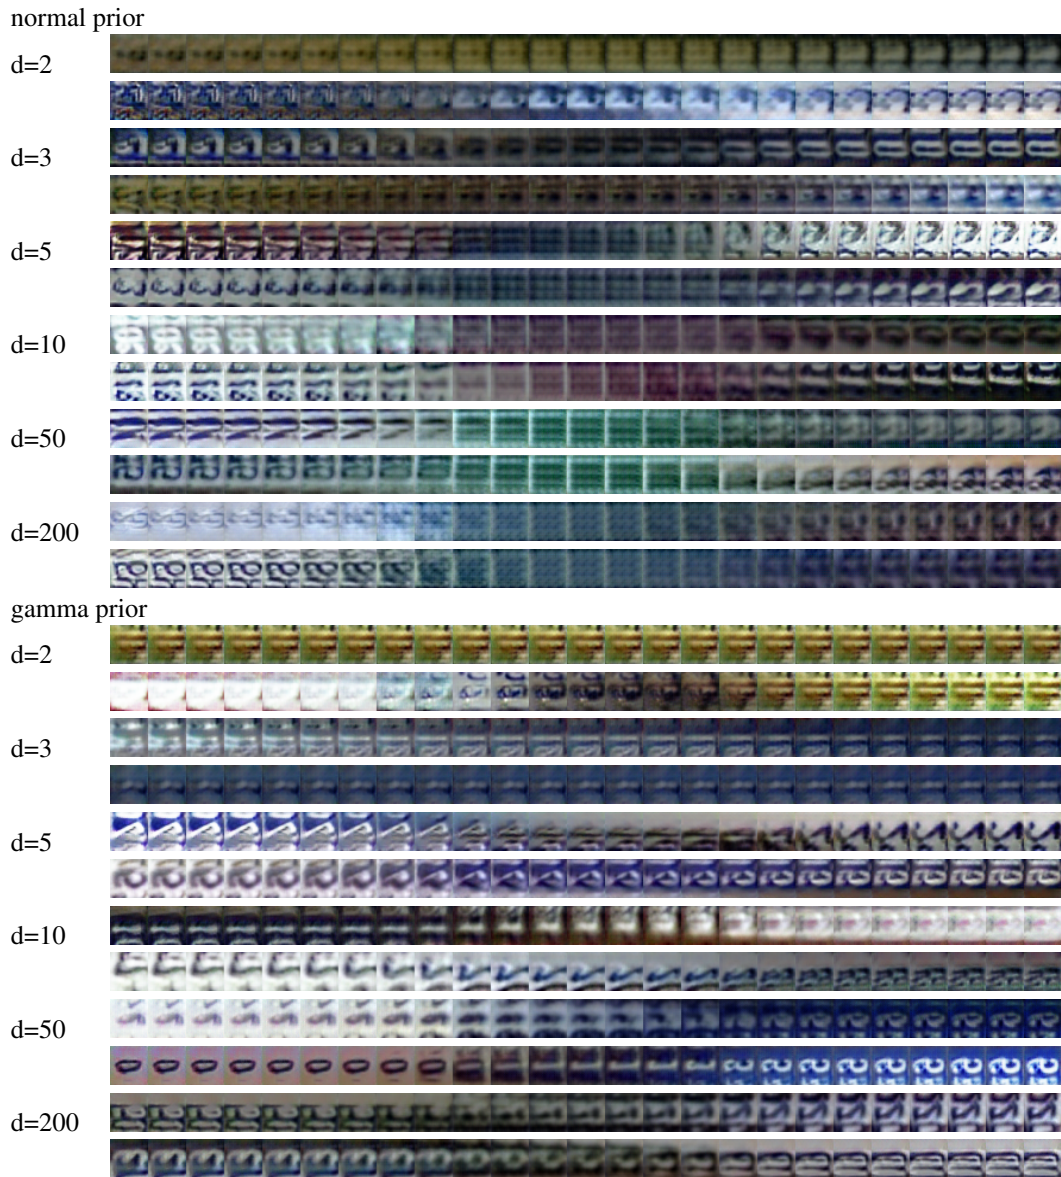 normal prior
d=2
d=3
d=5
d=10
d=50
d=200
gamma prior
d=2
d=3
d=5
d=10
d=50
d=200